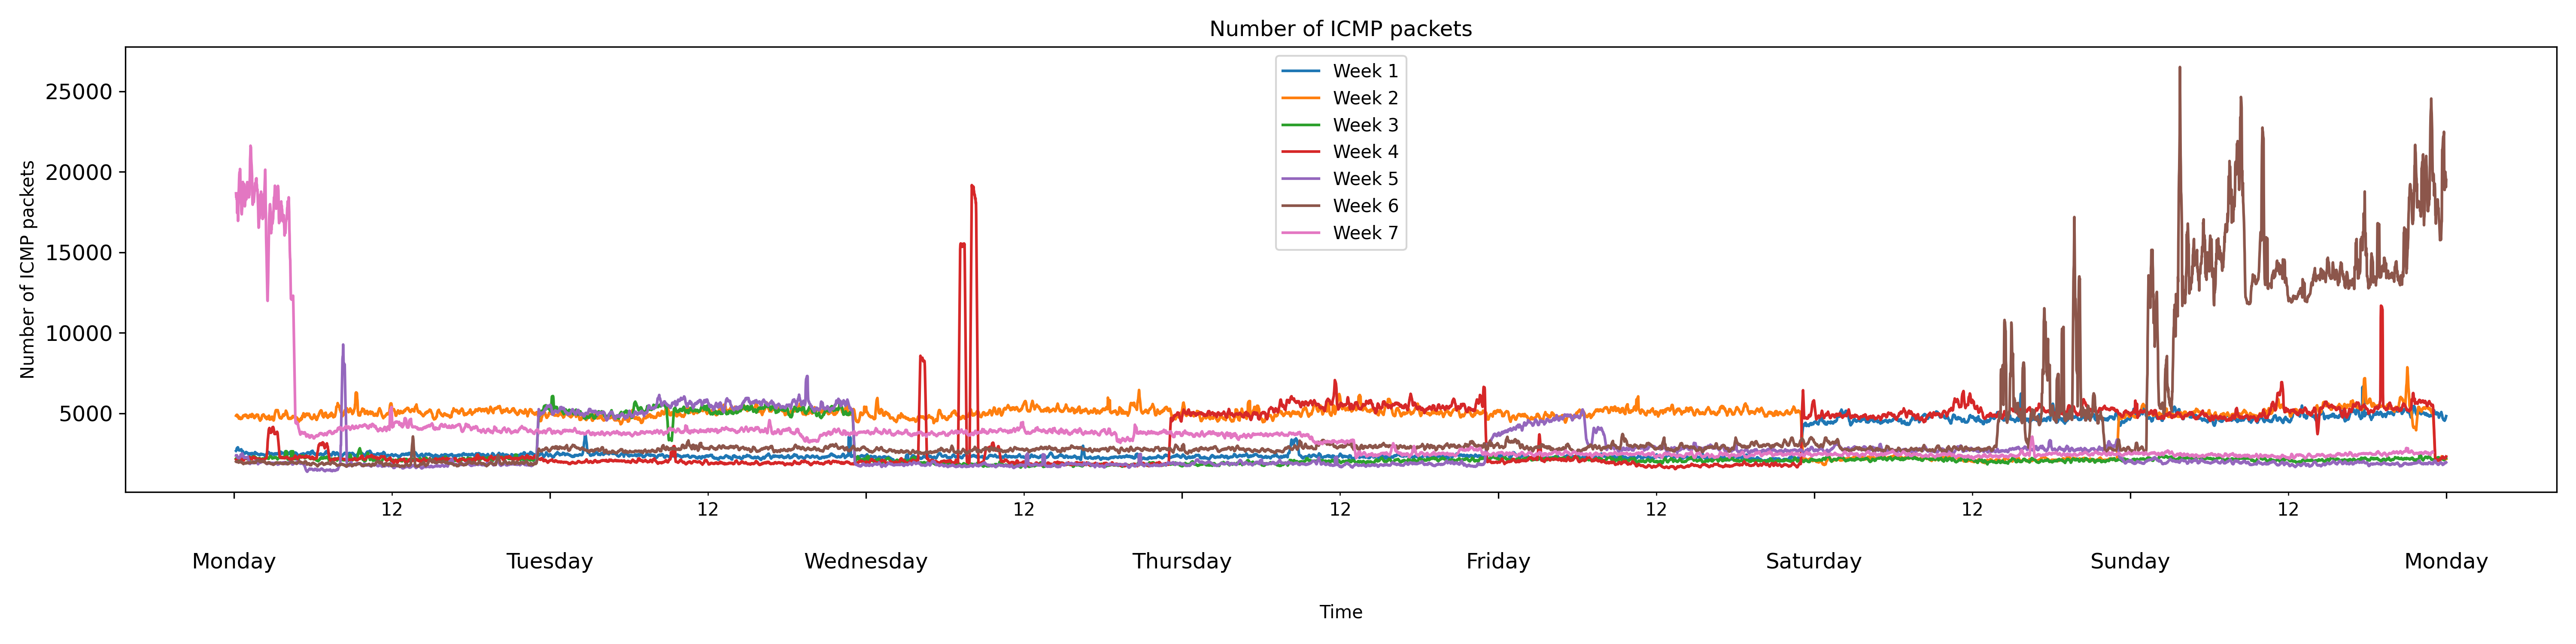 Number of ICMP packets
Number of ICMP packets
25000
20000
15000
10000
5000
Week 1
Week 2
Week 3
Week 4
Week 5
Week 6
Week 7
12 12 12 12 12 12 12
Monday Tuesday Wednesday Thursday Friday Saturday Sunday Monday
Time